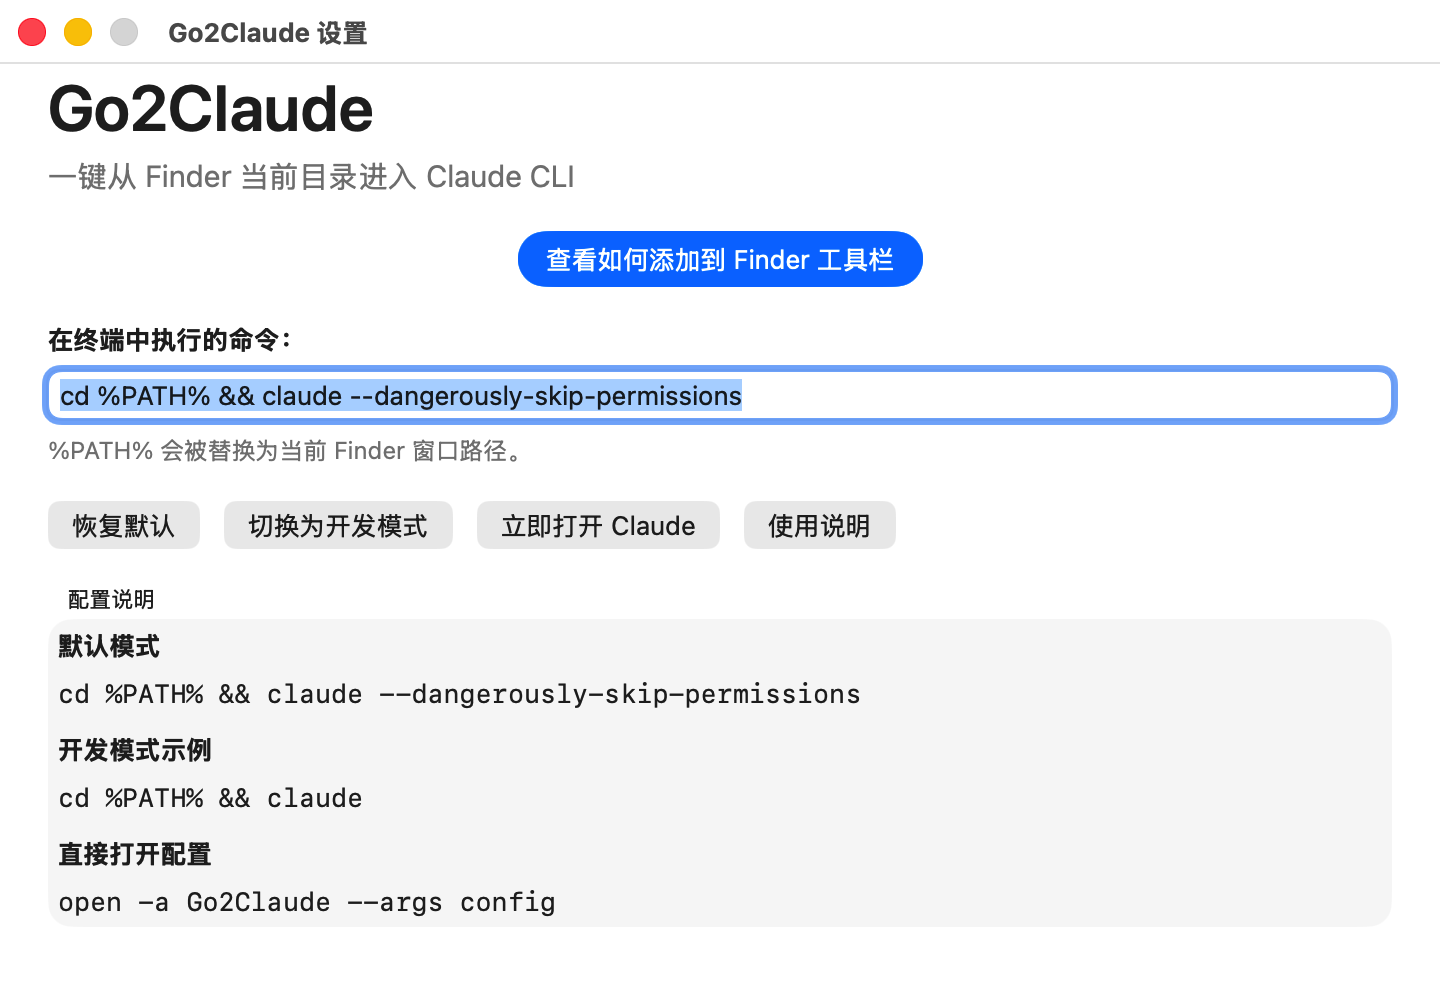 Go2Claude 设置
Go2Claude
一键从 Finder 当前目录进入 Claude CLI
查看如何添加到 Finder 工具栏
在终端中执行的命令：
cd %PATH% && claude --dangerously-skip-permissions
%PATH% 会被替换为当前 Finder 窗口路径。
恢复默认 切换为开发模式 立即打开 Claude 使用说明
配置说明
默认模式
cd %PATH% && claude --dangerously-skip-permissions
开发模式示例
cd %PATH% && claude
直接打开配置
open -a Go2Claude --args config